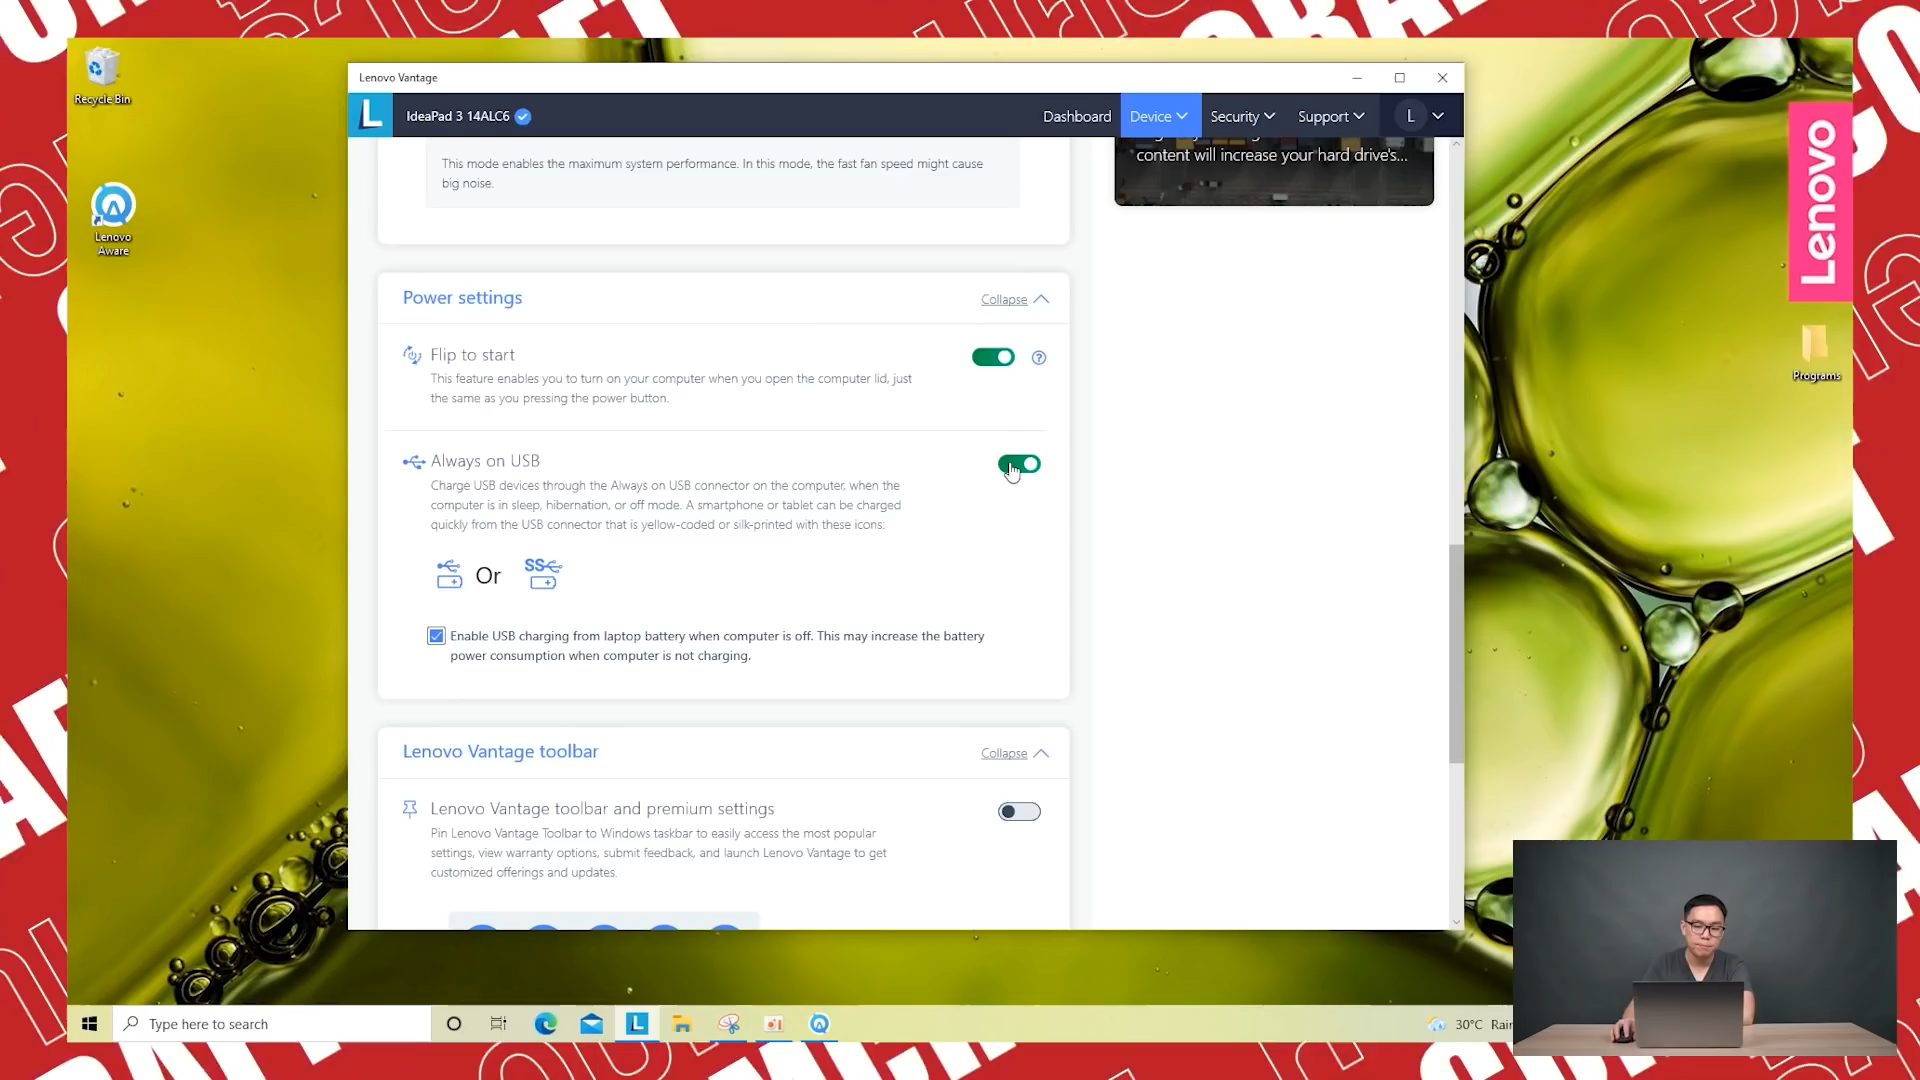 Recycle Bin
Lenovo
Aware
Lenovo Vantage
L
IdeaPad 3 14ALC6
Dashboard
Device
Security
Support
L
content will increase your hard drive's...
This mode enables the maximum system performance. In this mode, the fast fan speed might cause
big noise.
Power settings
Collapse
Flip to start
?
This feature enables you to turn on your computer when you open the computer lid, just
the same as you pressing the power button.
Always on USB
Charge USB devices through the Always on USB connector on the computer, when the
computer is in sleep, hibernation, or off mode. A smartphone or tablet can be charged
quickly from the USB connector that is yellow-coded or silk-printed with these icons:
Or
SS
Enable USB charging from laptop battery when computer is off. This may increase the battery
power consumption when computer is not charging.
Lenovo Vantage toolbar
Collapse
Lenovo Vantage toolbar and premium settings
Pin Lenovo Vantage Toolbar to Windows taskbar to easily access the most popular
settings, view warranty options, submit feedback, and launch Lenovo Vantage to get
customized offerings and updates.
Lenovo
Programs
Type here to search
L
30°C